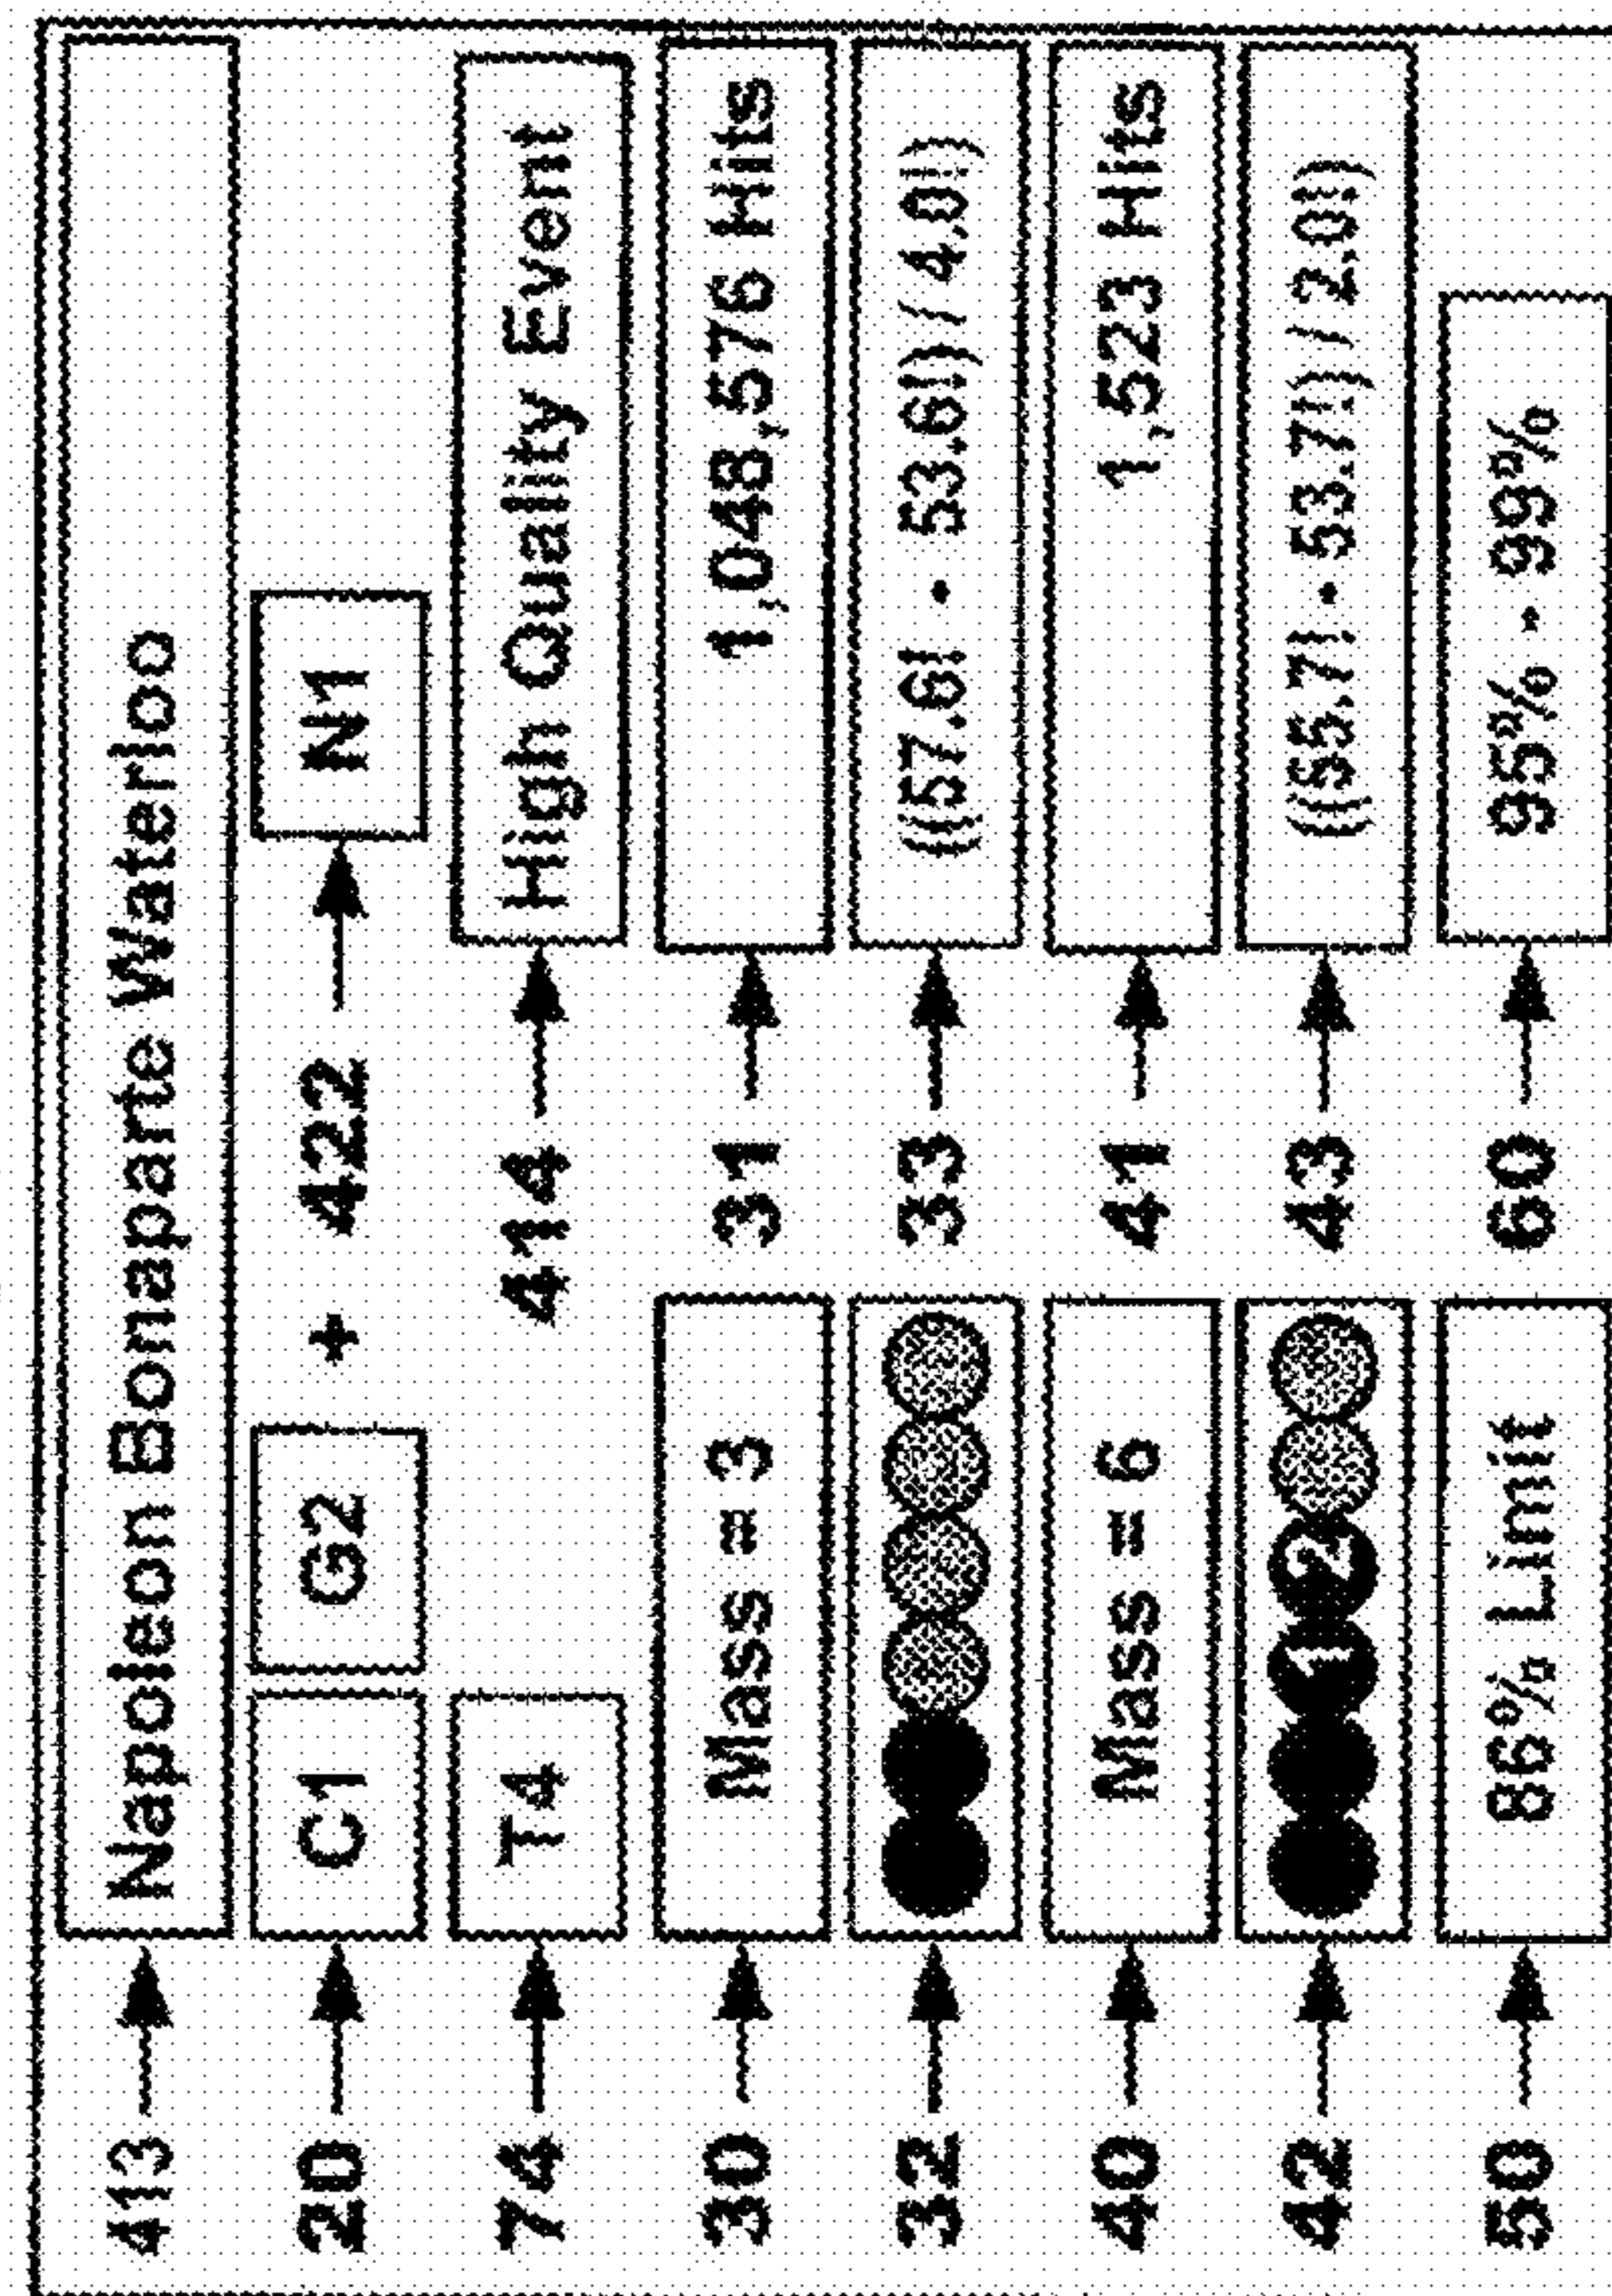 413 Napoleon Bonaparte Waterloo
20 C1 G2 + 422 N1
74 T4 414 High Quality Event
30 Mass = 3 31 1,048,576 Hits
32 33 ((57.6! • 53.6!) / 4.0!)
40 Mass = 6 41 1,523 Hits
42 1 2 43 ((55.7! • 53.7!) / 2.0!)
50 86% Limit 60 95% • 99%